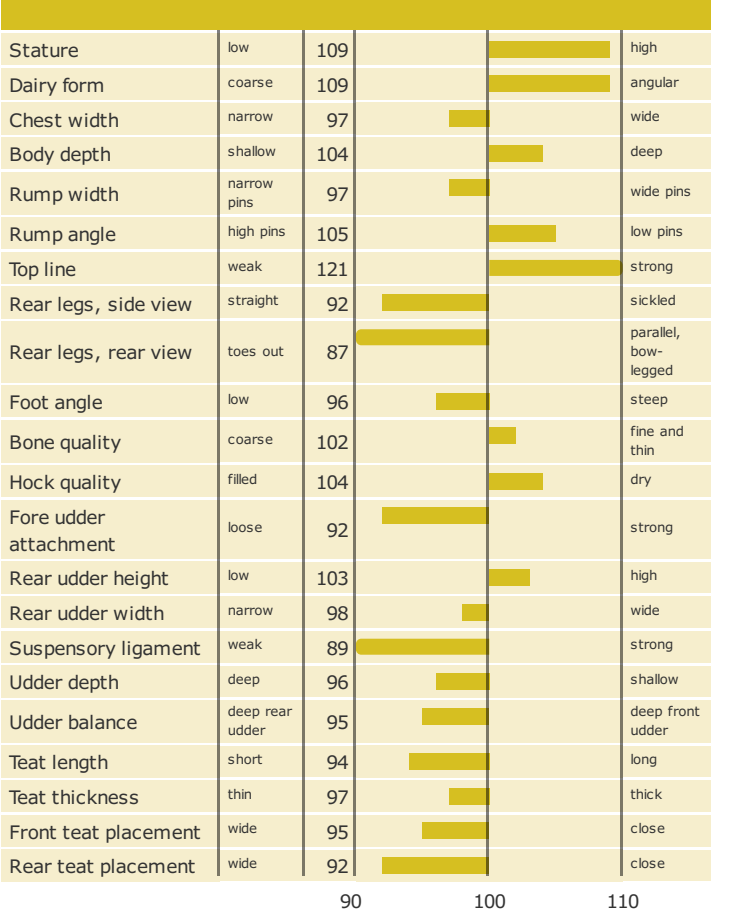 Stature low 109 high
Dairy form coarse 109 angular
Chest width narrow 97 wide
Body depth shallow 104 deep
Rump width narrow pins 97 wide pins
Rump angle high pins 105 low pins
Top line weak 121 strong
Rear legs, side view straight 92 sickled
Rear legs, rear view toes out 87 parallel, bow-legged
Foot angle low 96 steep
Bone quality coarse 102 fine and thin
Hock quality filled 104 dry
Fore udder attachment loose 92 strong
Rear udder height low 103 high
Rear udder width narrow 98 wide
Suspensory ligament weak 89 strong
Udder depth deep 96 shallow
Udder balance deep rear udder 95 deep front udder
Teat length short 94 long
Teat thickness thin 97 thick
Front teat placement wide 95 close
Rear teat placement wide 92 close
90 100 110